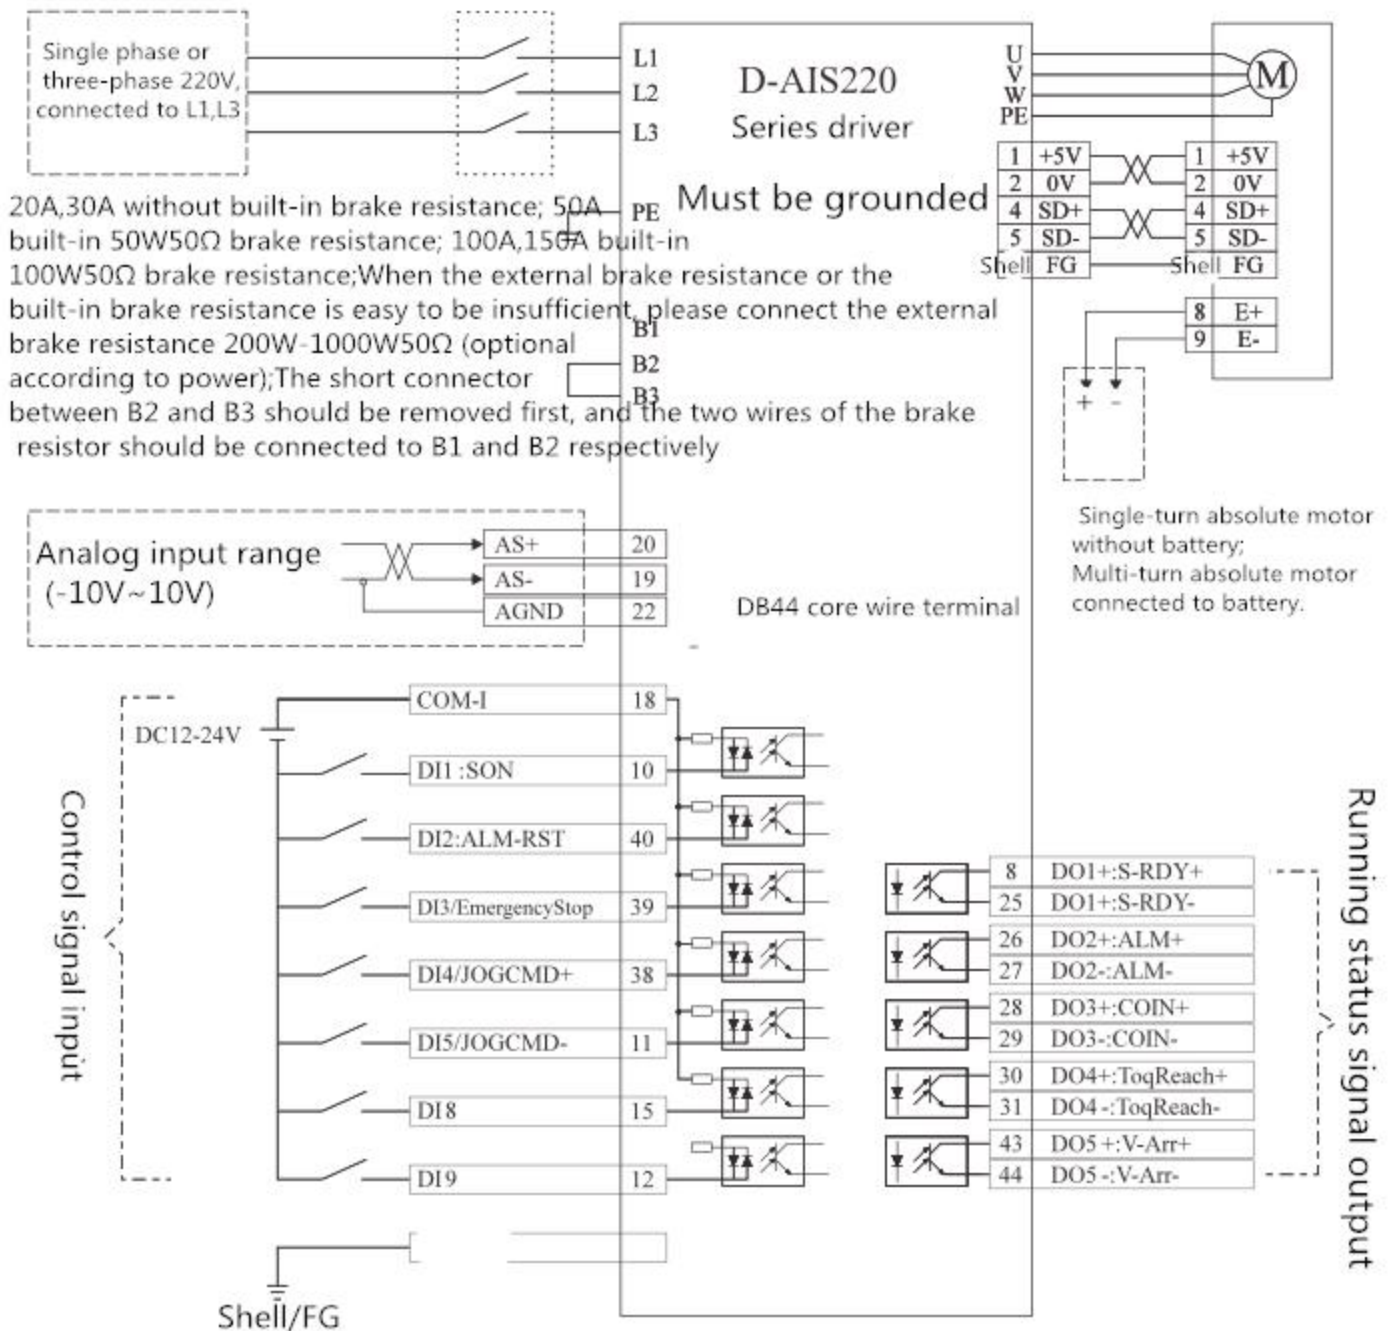 Single phase or
three-phase 220V,
connected to L1,L3
L1
L2
L3
D-AIS220
Series driver
U
V
W
PE
M
1 +5V
2 0V
4 SD+
5 SD-
Shell FG
1 +5V
2 0V
4 SD+
5 SD-
Shell FG
8 E+
9 E-
+ -
Must be grounded
PE
20A,30A without built-in brake resistance; 50A
built-in 50W50Ω brake resistance; 100A,150A built-in
100W50Ω brake resistance;When the external brake resistance or the
built-in brake resistance is easy to be insufficient, please connect the external
brake resistance 200W-1000W50Ω (optional
according to power);The short connector
between B2 and B3 should be removed first, and the two wires of the brake
resistor should be connected to B1 and B2 respectively
B1
B2
B3
Single-turn absolute motor
without battery;
Multi-turn absolute motor
connected to battery.
Analog input range
(-10V~10V)
AS+ 20
AS- 19
AGND 22
DB44 core wire terminal
Control signal input
DC12-24V
COM-I 18
DI1:SON 10
DI2:ALM-RST 40
DI3/EmergencyStop 39
DI4/JOGCMD+ 38
DI5/JOGCMD- 11
DI8 15
DI9 12
Shell/FG
8 DO1+:S-RDY+
25 DO1+:S-RDY-
26 DO2+:ALM+
27 DO2-:ALM-
28 DO3+:COIN+
29 DO3-:COIN-
30 DO4+:ToqReach+
31 DO4-:ToqReach-
43 DO5+:V-Arr+
44 DO5-:V-Arr-
Running status signal output